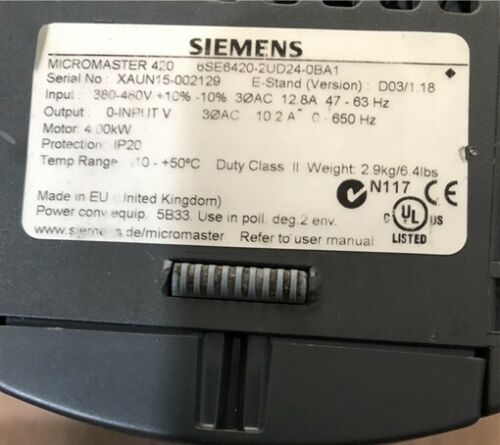 SIEMENS
MICROMASTER 420 6SE6420-2UD24-0BA1
Serial No : XAUN15-002129 E-Stand (Version) : D03/1.18
Input : 380-480V +10% -10% 3ØAC 12.8A 47 - 63 Hz
Output : 0-INPUT V 3ØAC 10.2 A 0 - 650 Hz
Motor: 4.00kW
Protection: IP20
Temp Range -10 - +50ºC Duty Class II Weight: 2.9kg/6.4lbs
N117 CE
Made in EU (United Kingdom)
Power conv equip. 5B33. Use in poll. deg.2 env.
C UL US
LISTED
www.siemens.de/micromaster Refer to user manual